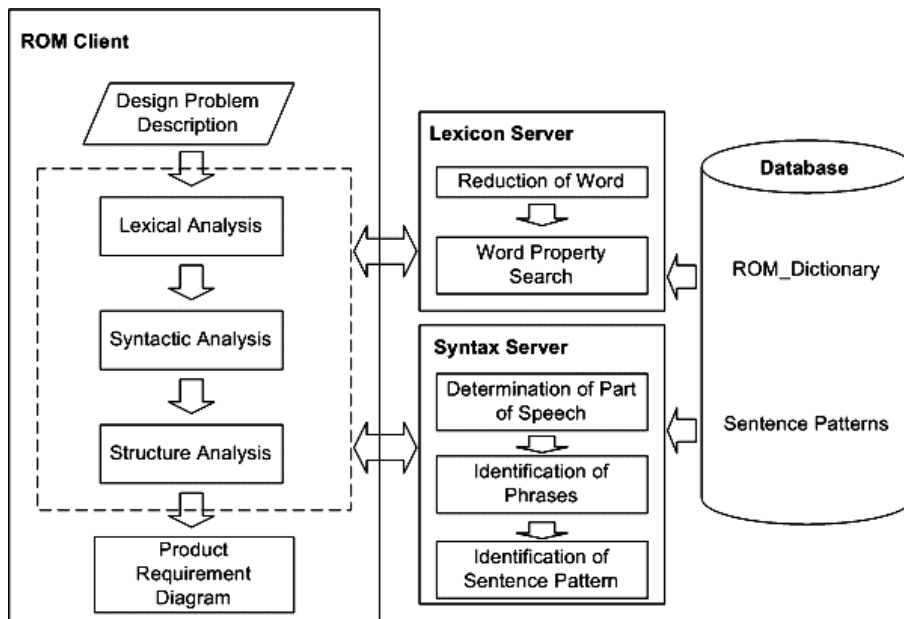 ROM Client
Design Problem
Description
Lexical Analysis
Syntactic Analysis
Structure Analysis
Product
Requirement
Diagram
Lexicon Server
Reduction of Word
Word Property
Search
Syntax Server
Determination of Part
of Speech
Identification of
Phrases
Identification of
Sentence Pattern
Database
ROM_Dictionary
Sentence Patterns